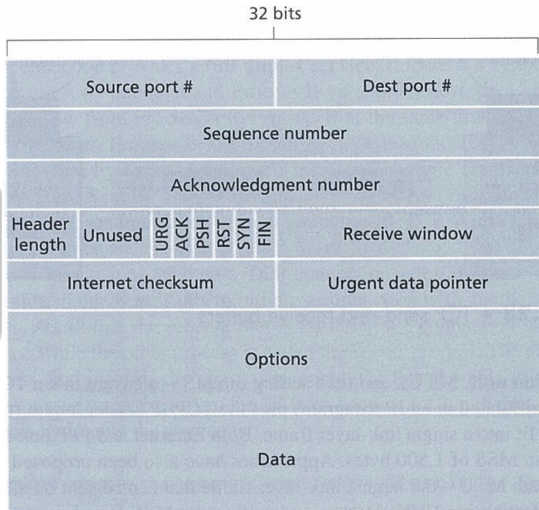 32 bits
Source port # Dest port #
Sequence number
Acknowledgment number
Header length Unused URG ACK PSH RST SYN FIN Receive window
Internet checksum Urgent data pointer
Options
Data